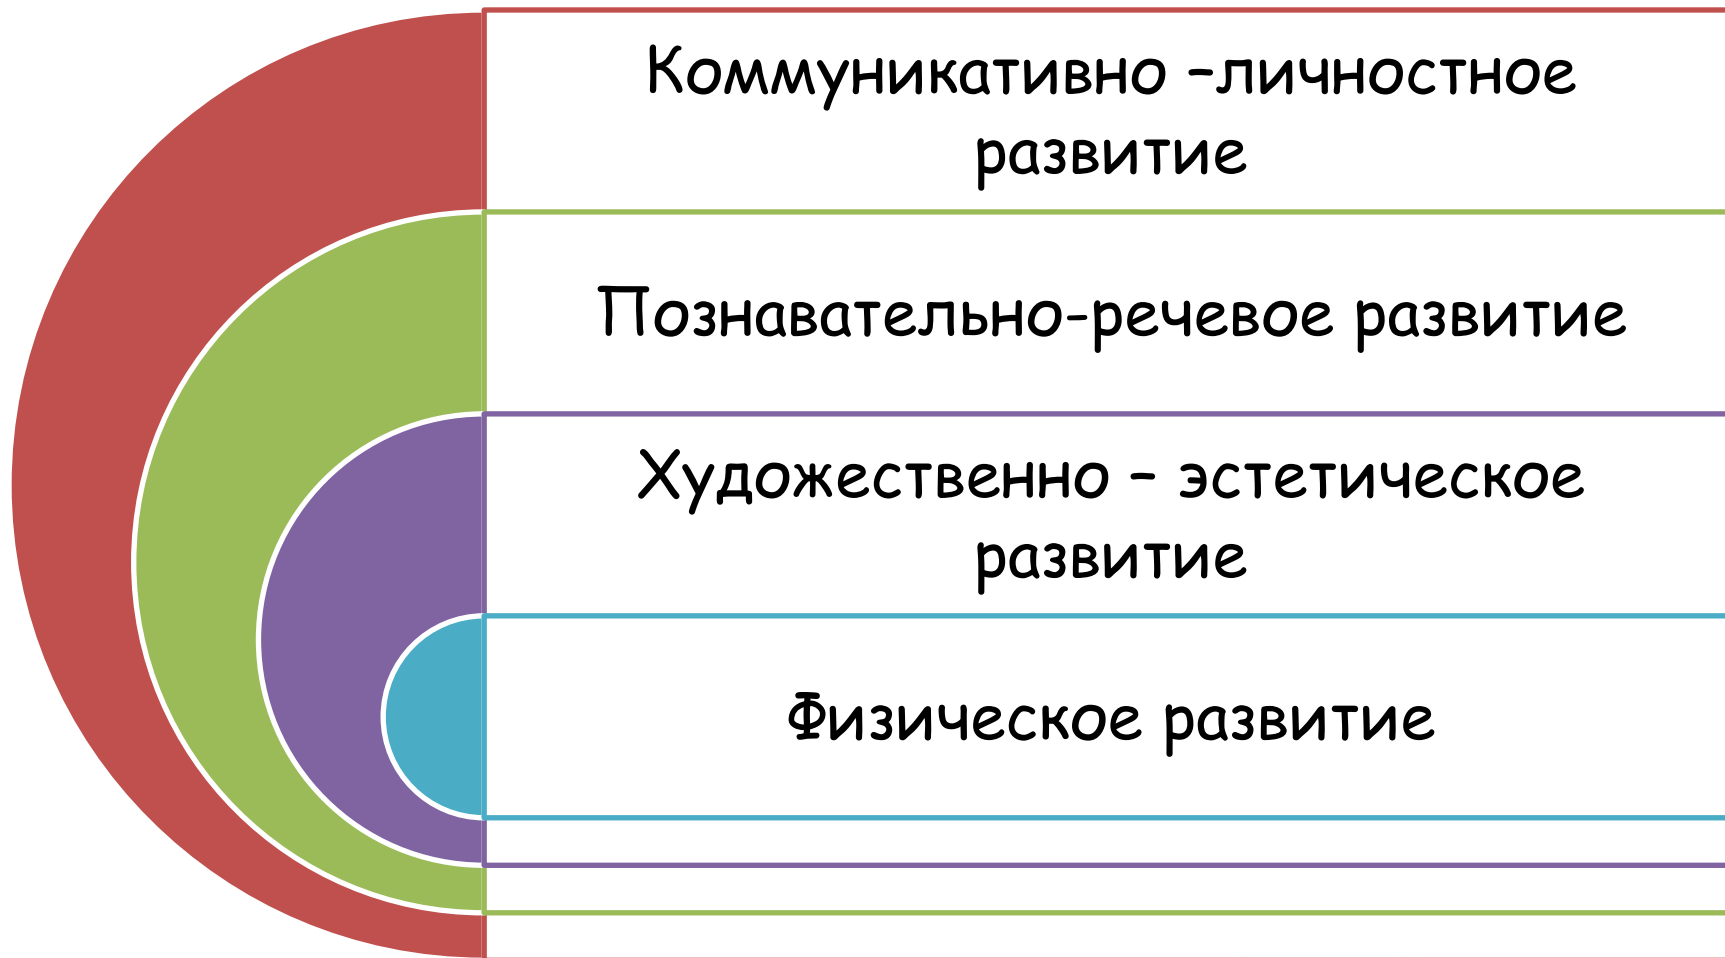 Коммуникативно –личностное
развитие
Познавательно-речевое развитие
Художественно – эстетическое
развитие
Физическое развитие